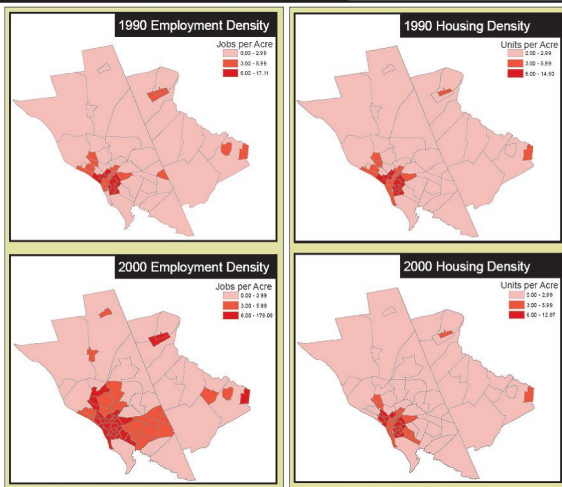 1990 Employment Density
Jobs per Acre
0.00 - 2.99
3.00 - 5.99
6.00 - 17.11
1990 Housing Density
Units per Acre
0.00 - 2.99
3.00 - 5.99
6.00 - 14.50
2000 Employment Density
Jobs per Acre
0.00 - 2.99
3.00 - 5.99
6.00 - 179.06
2000 Housing Density
Units per Acre
0.00 - 2.99
3.00 - 5.99
6.00 - 12.97